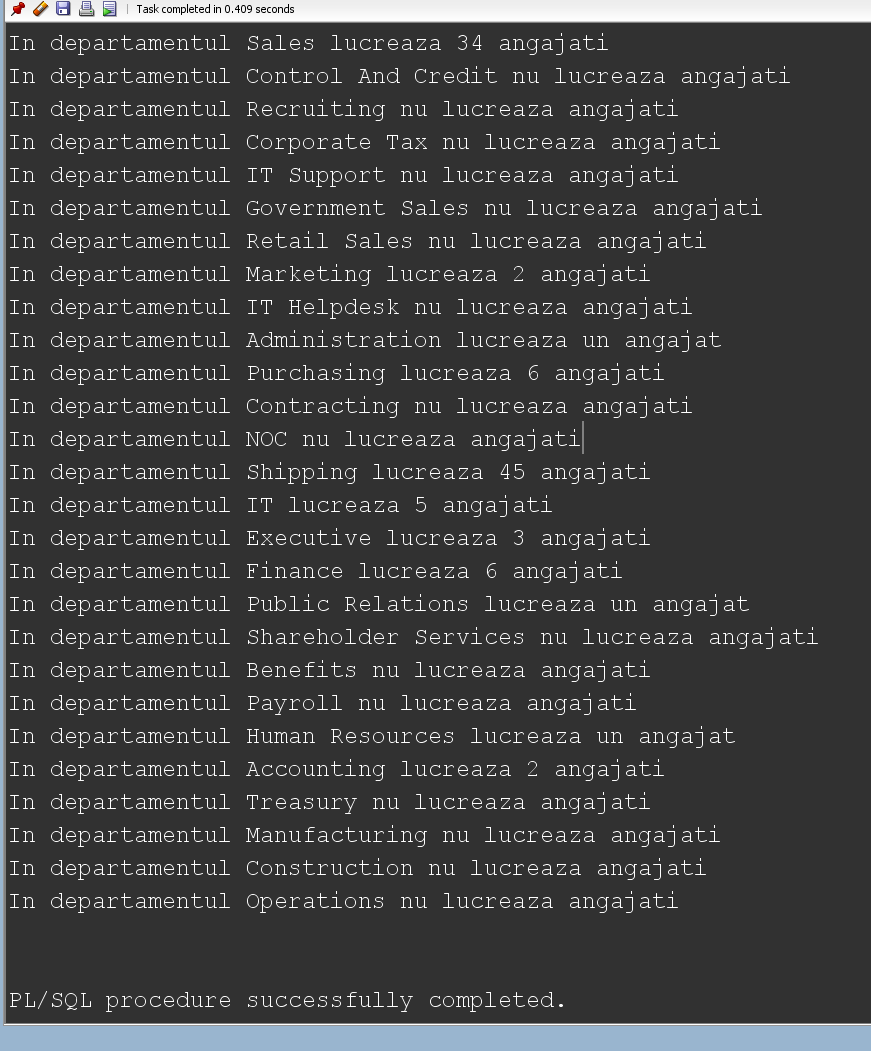 Task completed in 0.409 seconds
In departamentul Sales lucreaza 34 angajati
In departamentul Control And Credit nu lucreaza angajati
In departamentul Recruiting nu lucreaza angajati
In departamentul Corporate Tax nu lucreaza angajati
In departamentul IT Support nu lucreaza angajati
In departamentul Government Sales nu lucreaza angajati
In departamentul Retail Sales nu lucreaza angajati
In departamentul Marketing lucreaza 2 angajati
In departamentul IT Helpdesk nu lucreaza angajati
In departamentul Administration lucreaza un angajat
In departamentul Purchasing lucreaza 6 angajati
In departamentul Contracting nu lucreaza angajati
In departamentul NOC nu lucreaza angajati
In departamentul Shipping lucreaza 45 angajati
In departamentul IT lucreaza 5 angajati
In departamentul Executive lucreaza 3 angajati
In departamentul Finance lucreaza 6 angajati
In departamentul Public Relations lucreaza un angajat
In departamentul Shareholder Services nu lucreaza angajati
In departamentul Benefits nu lucreaza angajati
In departamentul Payroll nu lucreaza angajati
In departamentul Human Resources lucreaza un angajat
In departamentul Accounting lucreaza 2 angajati
In departamentul Treasury nu lucreaza angajati
In departamentul Manufacturing nu lucreaza angajati
In departamentul Construction nu lucreaza angajati
In departamentul Operations nu lucreaza angajati
PL/SQL procedure successfully completed.